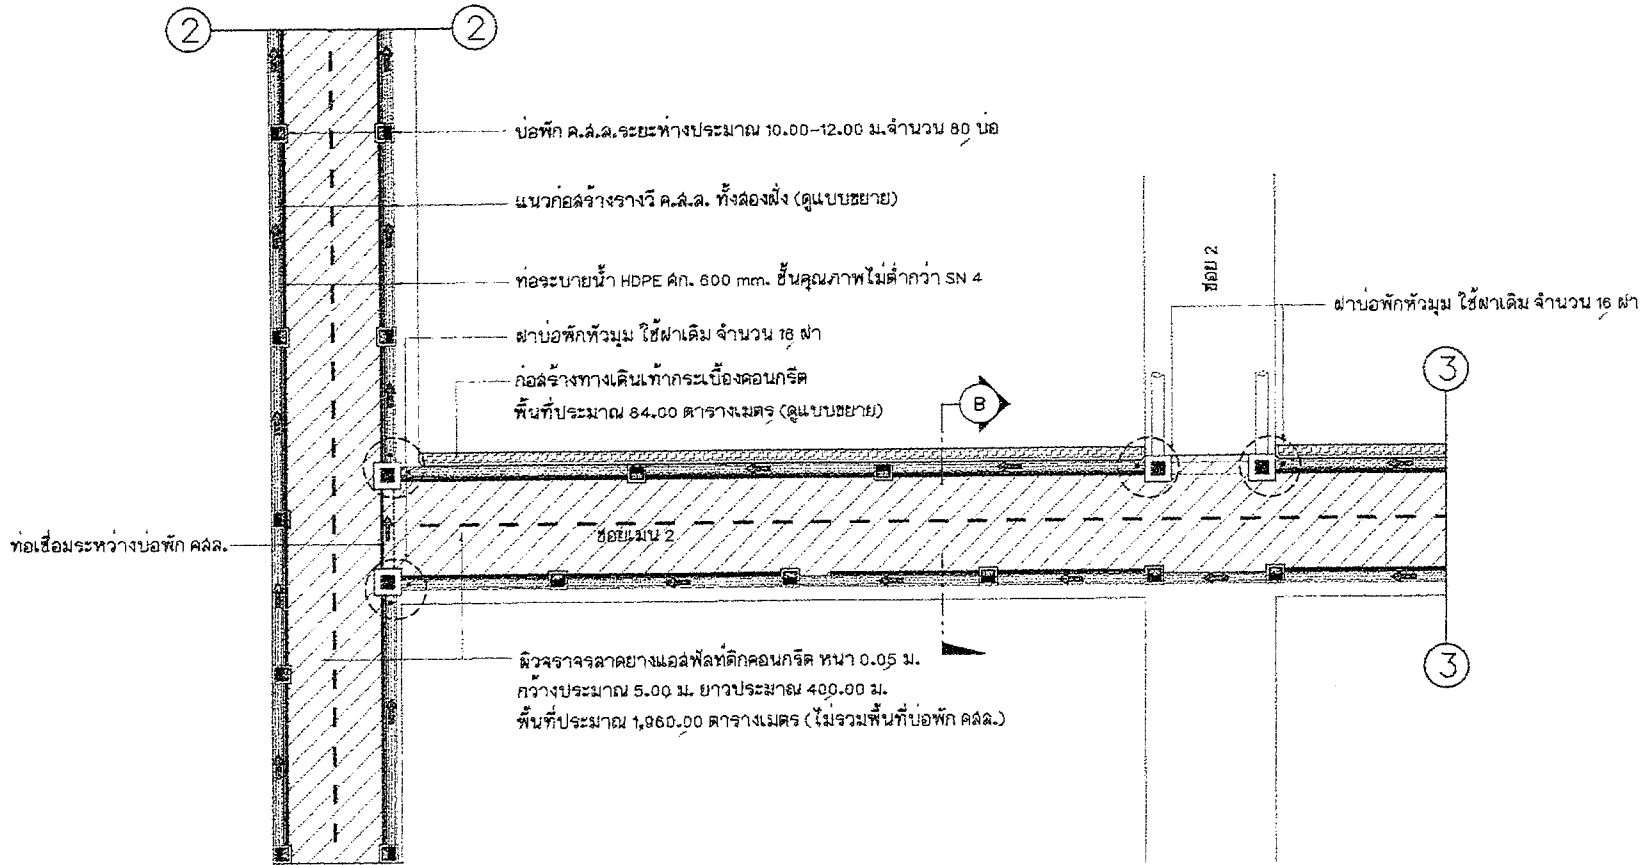 2
2
บ่อพัก ค.ส.ล.ระยะห่างประมาณ 10.00-12.00 ม.จำนวน 80 บ่อ
แนวก่อสร้างรางวี ค.ส.ล. ทั้งสองฝั่ง (ดูแบบขยาย)
ท่อระบายน้ำ HDPE ศก. 600 mm. ชั้นคุณภาพไม่ต่ำกว่า SN 4
ฝาบ่อพักหัวมุม ใช้ฝาเดิม จำนวน 16 ฝา
ก่อสร้างทางเดินเท้ากระเบื้องคอนกรีต
พื้นที่ประมาณ 84.00 ตารางเมตร (ดูแบบขยาย)
ซอย 2
ฝาบ่อพักหัวมุม ใช้ฝาเดิม จำนวน 16 ฝา
3
B
ซอยเมน 2
ท่อเชื่อมระหว่างบ่อพัก คสล.
ผิวจราจรลาดยางแอสฟัลท์ติกคอนกรีต หนา 0.05 ม.
กว้างประมาณ 5.00 ม. ยาวประมาณ 400.00 ม.
พื้นที่ประมาณ 1,960.00 ตารางเมตร (ไม่รวมพื้นที่บ่อพัก คสล.)
3